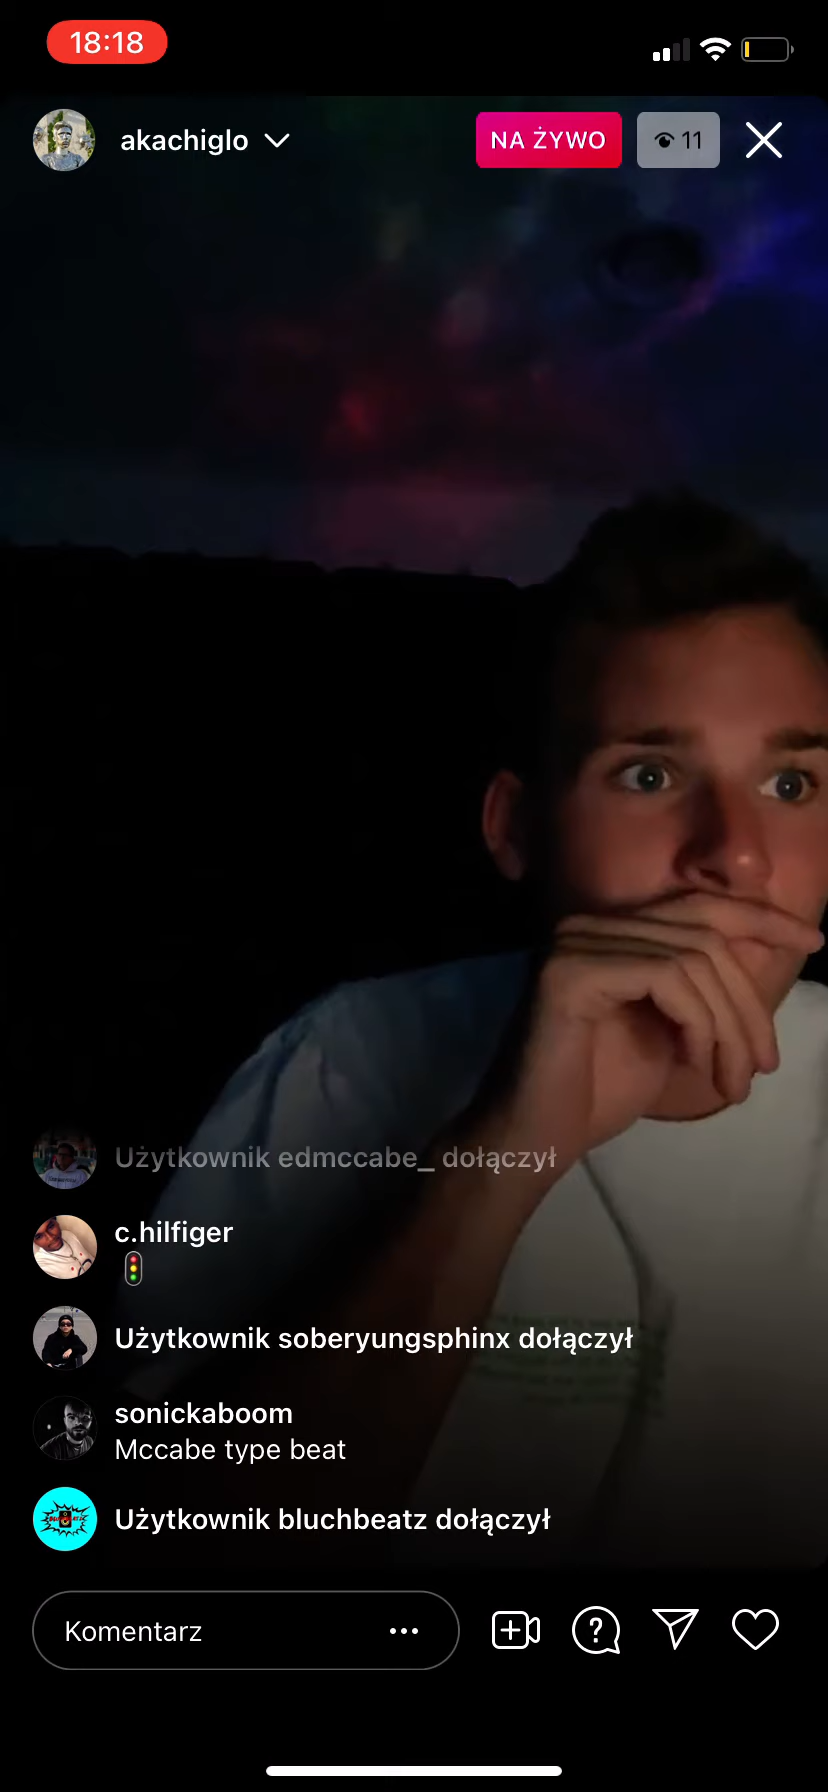 18:18
akachiglo
NA ŻYWO
11
Użytkownik edmccabe_ dołączył
c.hilfiger
🚦
Użytkownik soberyungsphinx dołączył
sonickaboom
Mccabe type beat
Użytkownik bluchbeatz dołączył
Komentarz